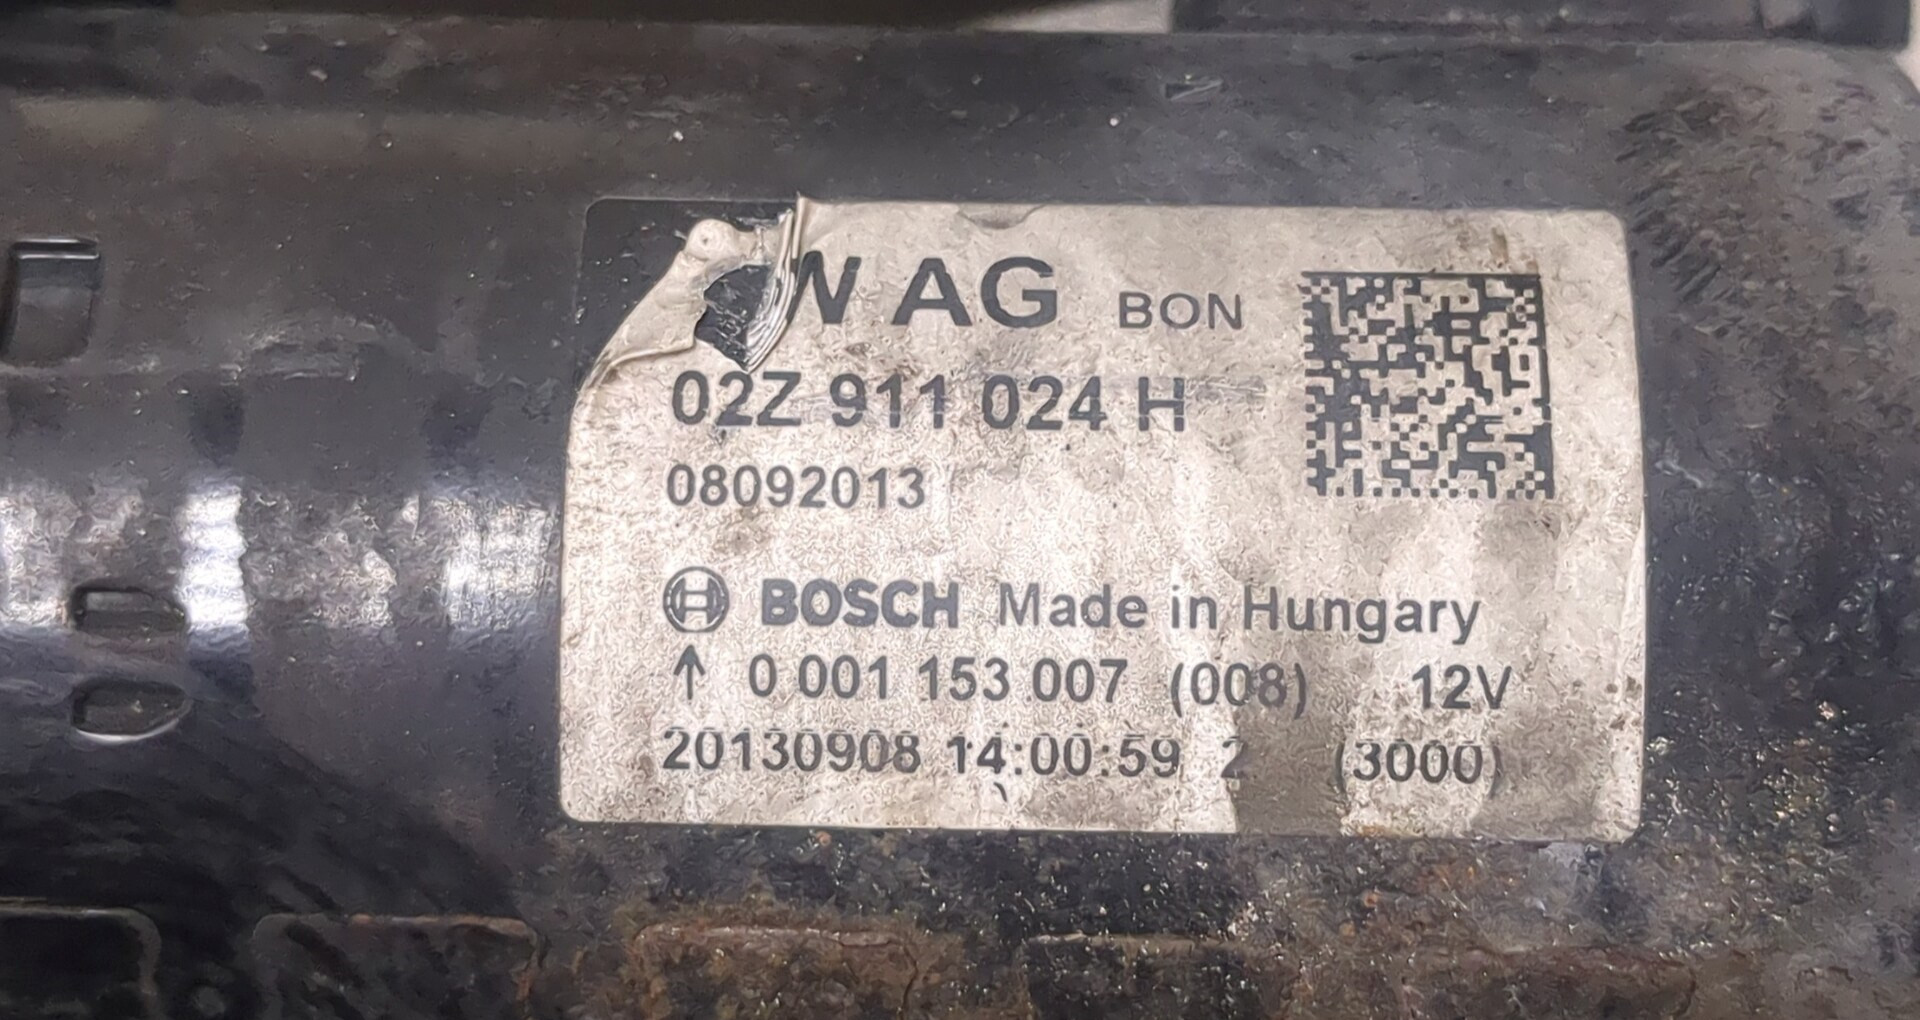 W AG BON
02Z 911 024 H
08092013
BOSCH Made in Hungary
↑ 0 001 153 007 (008) 12V
20130908 14:00:59 2 (3000)